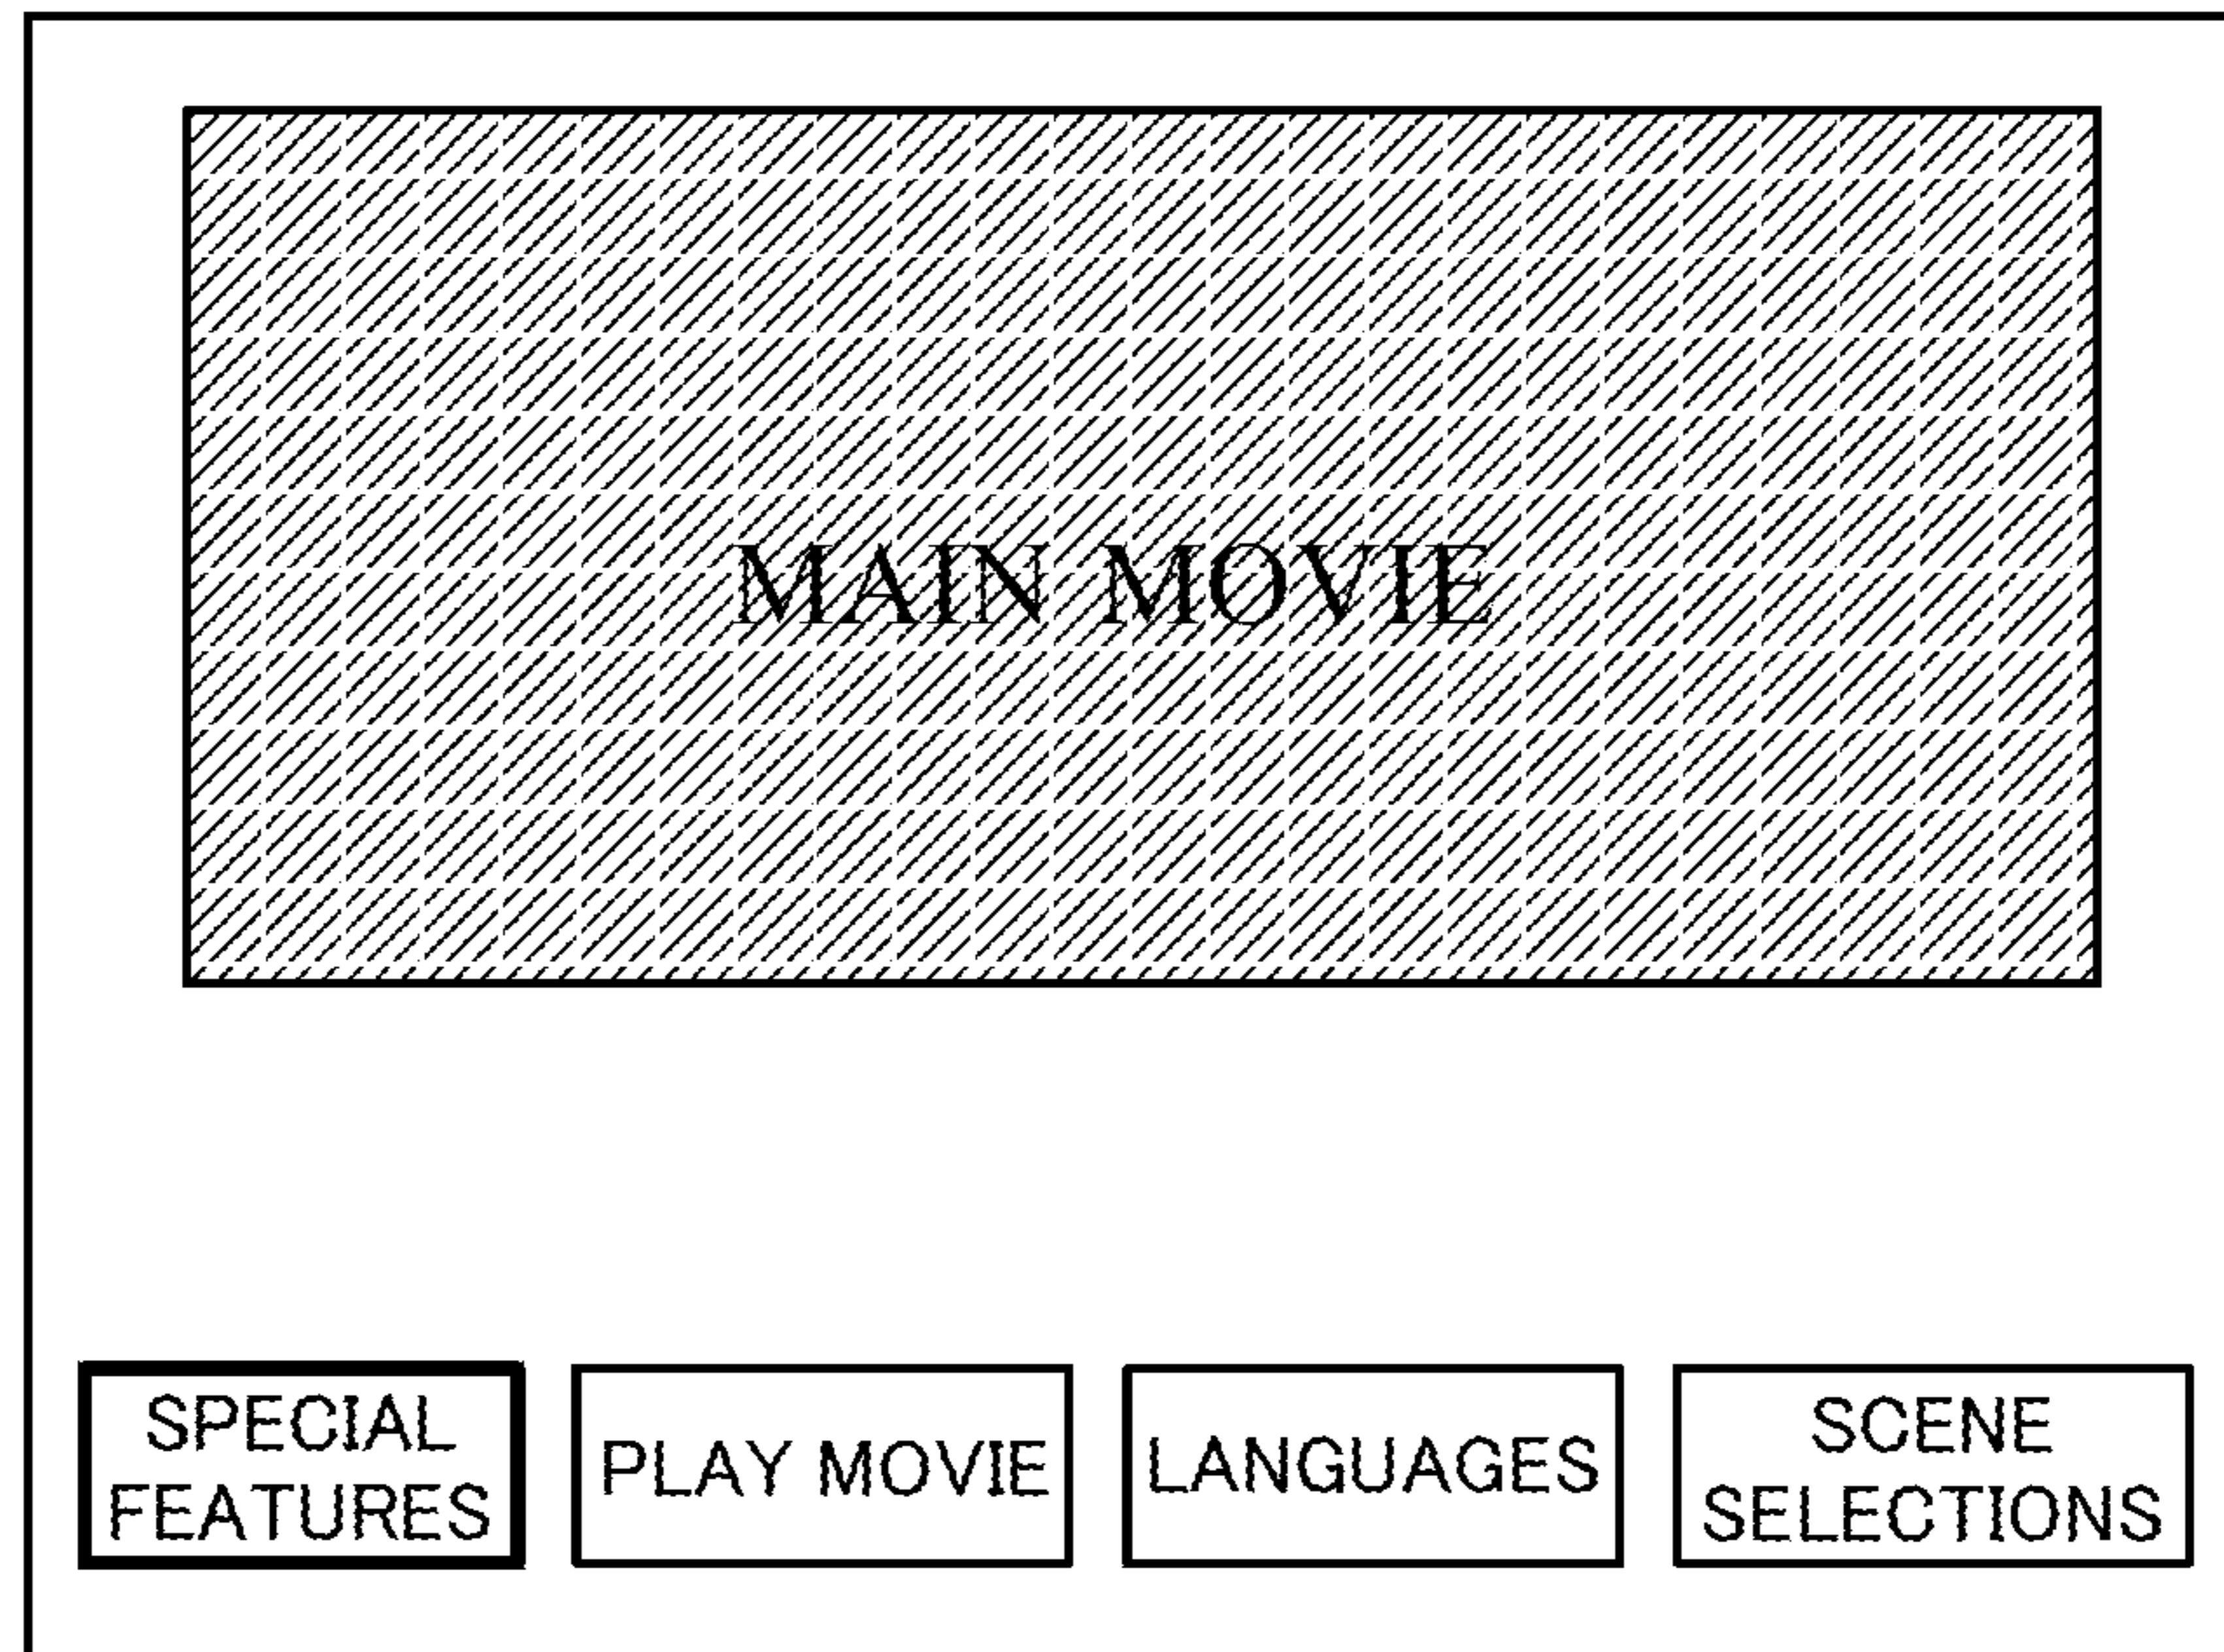 MAIN MOVIE
SPECIAL
FEATURES
PLAY MOVIE
LANGUAGES
SCENE
SELECTIONS